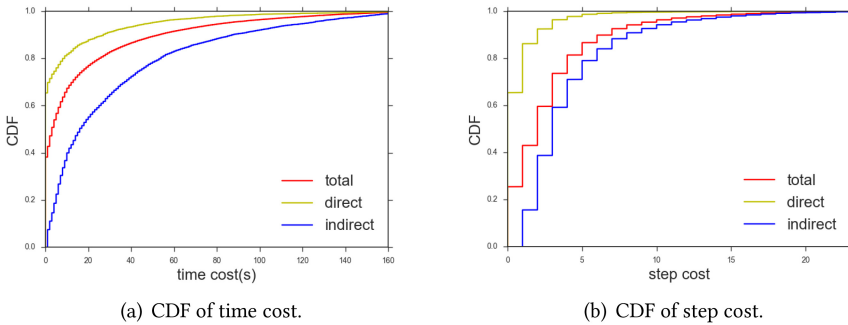 1.0
0.8
0.6
0.4
0.2
0.0
CDF
0 20 40 60 80 100 120 140 160
time cost(s)
total
direct
indirect
(a) CDF of time cost.
1.0
0.8
0.6
0.4
0.2
0.0
CDF
0 5 10 15 20
step cost
total
direct
indirect
(b) CDF of step cost.